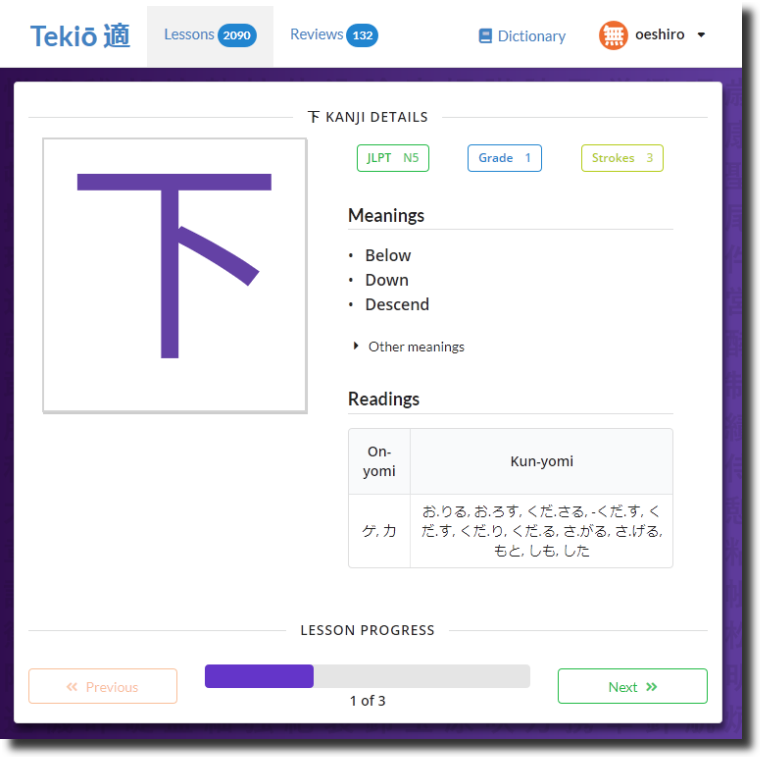 Tekiō 適
Lessons 2090
Reviews 132
Dictionary
無 oeshiro
下 KANJI DETAILS
下
JLPT N5
Grade 1
Strokes 3
Meanings
• Below
• Down
• Descend
Other meanings
Readings
On-
yomi
Kun-yomi
ゲ, カ
お.りる, お.ろす, くだ.さる, -くだ.す, く
だ.す, くだ.り, くだ.る, さ.がる, さ.げる,
もと, しも, した
LESSON PROGRESS
« Previous
1 of 3
Next »